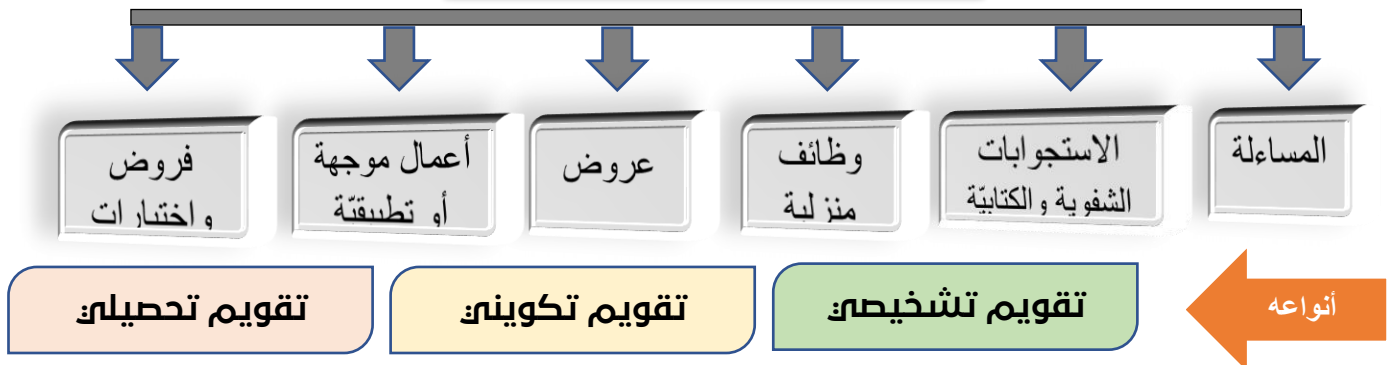 المساءلة
الاستجوابات
الشفوية والكتابيّة
وظائف
منزلية
عروض
أعمال موجهة
أو تطبيقيّة
فروض
واختبارات
أنواعه
تقويم تشخيصي
تقويم تكويني
تقويم تحصيلي